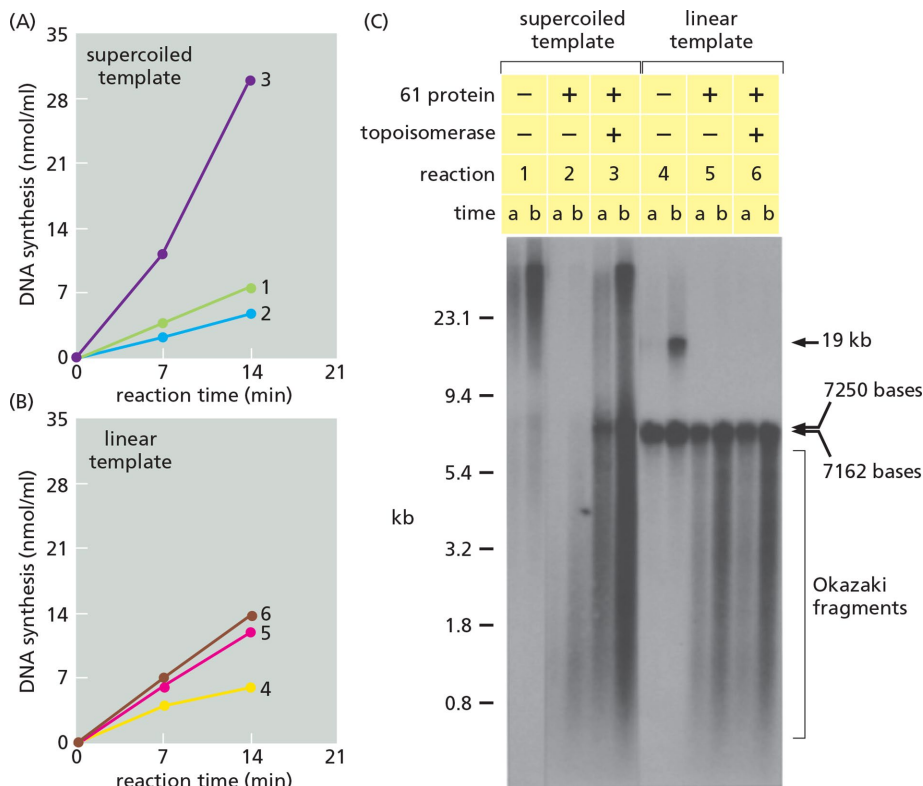 (A)
35
28
21
14
7
0
DNA synthesis (nmol/ml)
supercoiled
template
3
1
2
0 7 14 21
reaction time (min)
(B)
35
28
21
14
7
0
DNA synthesis (nmol/ml)
linear
template
6
5
4
0 7 14 21
reaction time (min)
(C)
supercoiled
template
linear
template
61 protein − + + − + +
topoisomerase − − + − − +
reaction 1 2 3 4 5 6
time a b a b a b a b a b a b
kb
23.1
9.4
5.4
3.2
1.8
0.8
19 kb
7250 bases
7162 bases
Okazaki
fragments